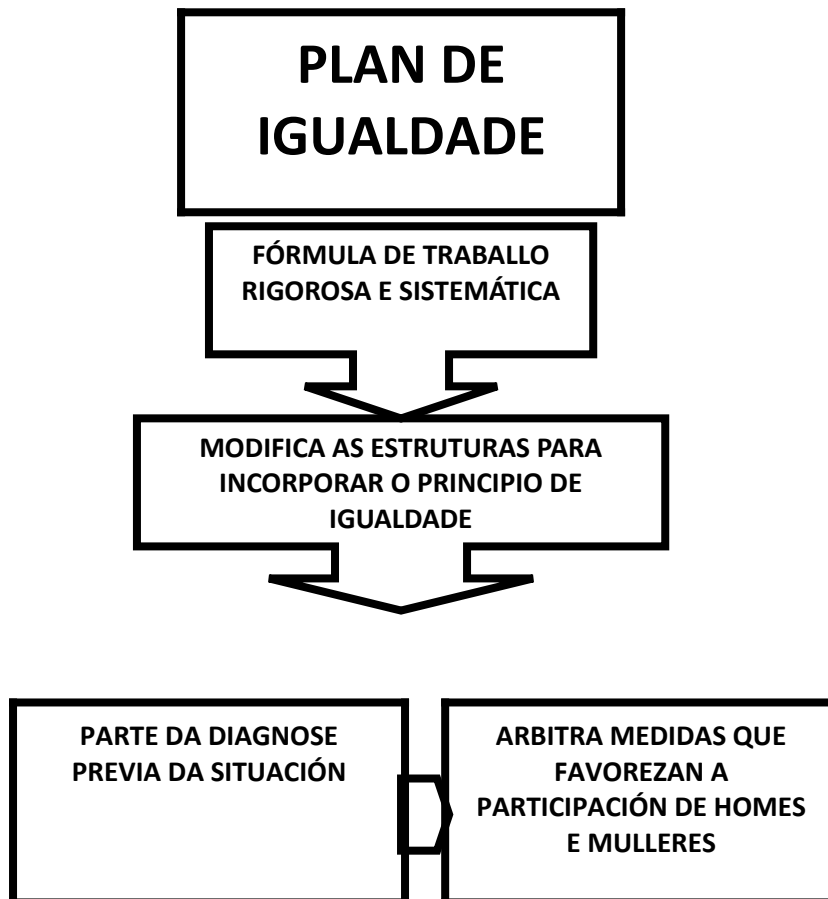 PLAN DE
IGUALDADE
FÓRMULA DE TRABALLO
RIGOROSA E SISTEMÁTICA
MODIFICA AS ESTRUTURAS PARA
INCORPORAR O PRINCIPIO DE
IGUALDADE
PARTE DA DIAGNOSE
PREVIA DA SITUACIÓN
ARBITRA MEDIDAS QUE
FAVOREZAN A
PARTICIPACIÓN DE HOMES
E MULLERES